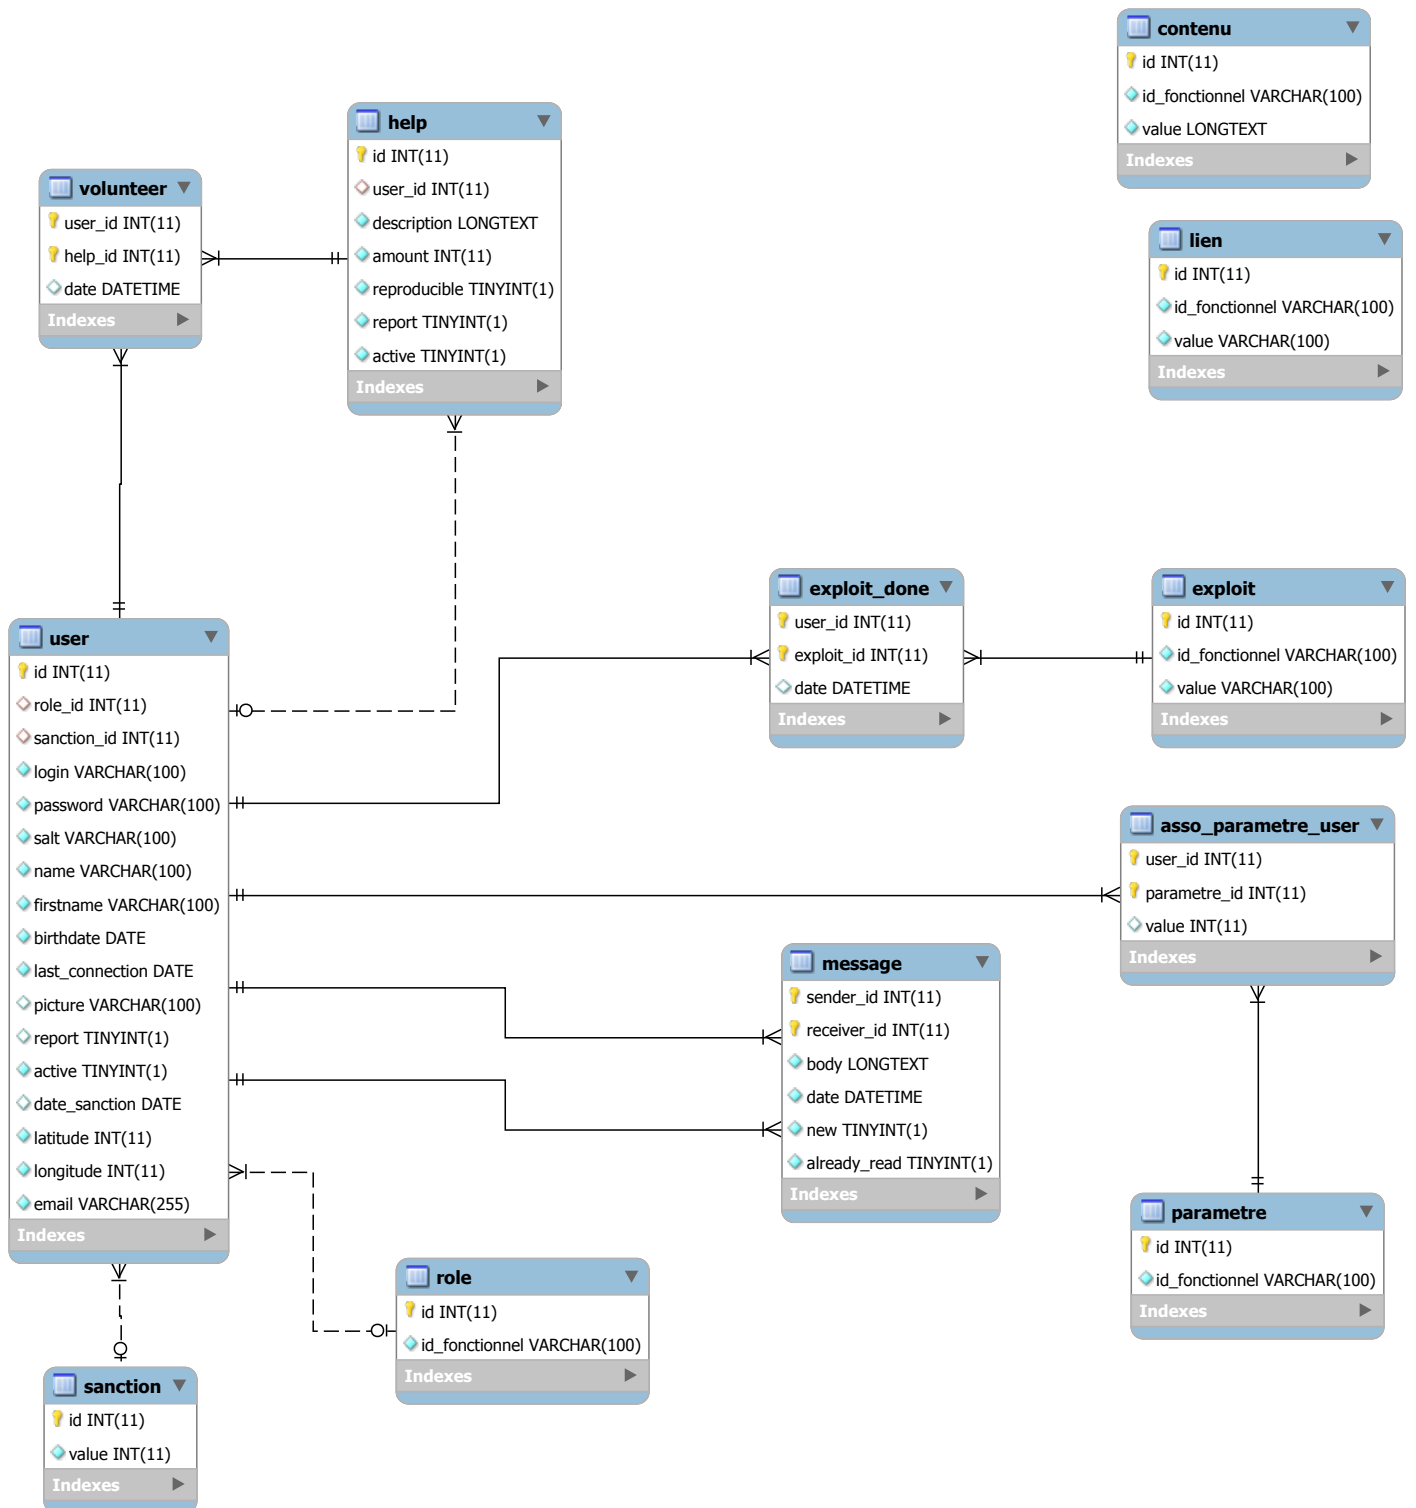 contenu
id INT(11)
id_fonctionnel VARCHAR(100)
value LONGTEXT
Indexes
help
id INT(11)
user_id INT(11)
description LONGTEXT
amount INT(11)
reproducible TINYINT(1)
report TINYINT(1)
active TINYINT(1)
Indexes
volunteer
user_id INT(11)
help_id INT(11)
date DATETIME
Indexes
lien
id INT(11)
id_fonctionnel VARCHAR(100)
value VARCHAR(100)
Indexes
exploit_done
user_id INT(11)
exploit_id INT(11)
date DATETIME
Indexes
exploit
id INT(11)
id_fonctionnel VARCHAR(100)
value VARCHAR(100)
Indexes
user
id INT(11)
role_id INT(11)
sanction_id INT(11)
login VARCHAR(100)
password VARCHAR(100)
salt VARCHAR(100)
name VARCHAR(100)
firstname VARCHAR(100)
birthdate DATE
last_connection DATE
picture VARCHAR(100)
report TINYINT(1)
active TINYINT(1)
date_sanction DATE
latitude INT(11)
longitude INT(11)
email VARCHAR(255)
Indexes
asso_parametre_user
user_id INT(11)
parametre_id INT(11)
value INT(11)
Indexes
message
sender_id INT(11)
receiver_id INT(11)
body LONGTEXT
date DATETIME
new TINYINT(1)
already_read TINYINT(1)
Indexes
parametre
id INT(11)
id_fonctionnel VARCHAR(100)
Indexes
role
id INT(11)
id_fonctionnel VARCHAR(100)
Indexes
sanction
id INT(11)
value INT(11)
Indexes